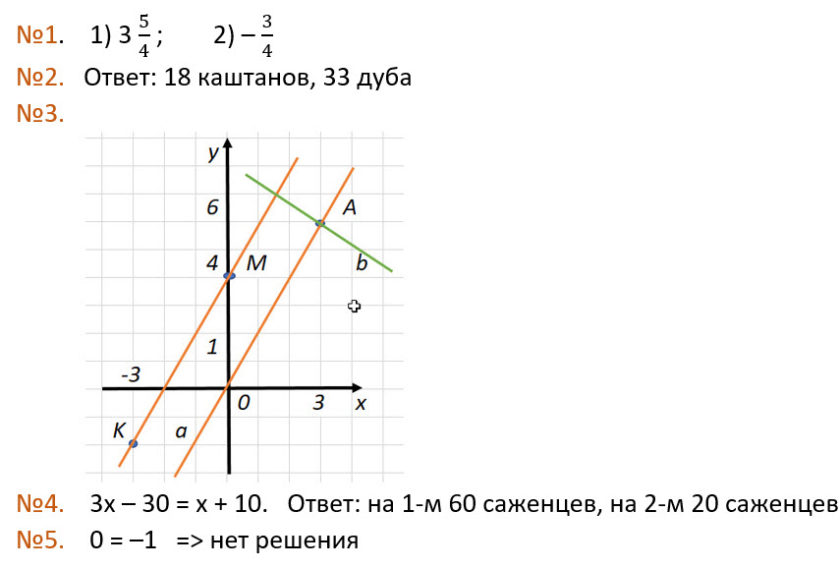 №1. 1) 3 5/4 ; 2) – 3/4
№2. Ответ: 18 каштанов, 33 дуба
№3.
y
6 A
4 M b
1
-3
0 3 x
K a
№4. 3x – 30 = x + 10. Ответ: на 1-м 60 саженцев, на 2-м 20 саженцев
№5. 0 = –1 => нет решения